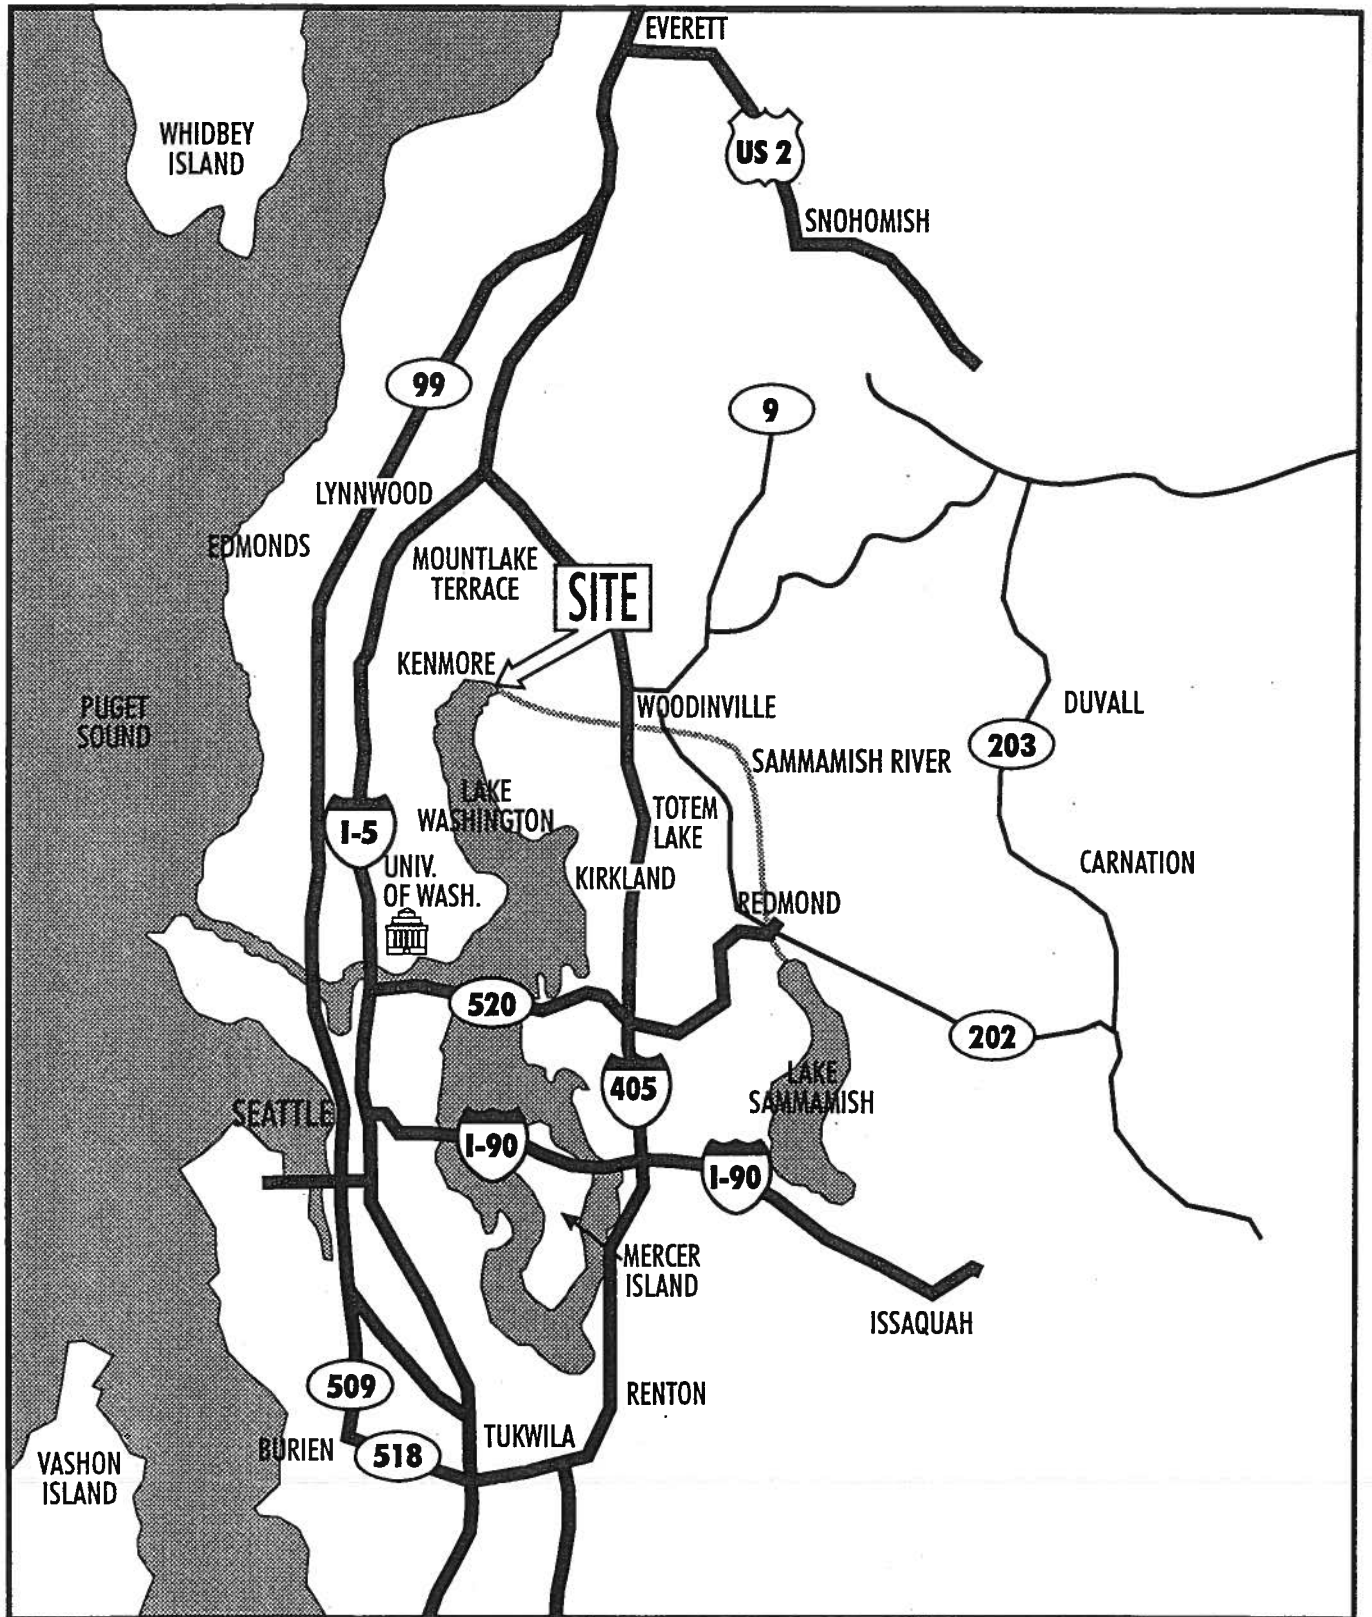 EVERETT
WHIDBEY
ISLAND
US 2
SNOHOMISH
99
9
LYNNWOOD
EDMONDS
MOUNTLAKE
TERRACE
SITE
KENMORE
PUGET
SOUND
WOODINVILLE
DUVALL
203
SAMMAMISH RIVER
LAKE
WASHINGTON
TOTEM
LAKE
I-5
UNIV.
OF WASH.
KIRKLAND
CARNATION
REDMOND
520
202
405
LAKE
SAMMAMISH
SEATTLE
I-90
I-90
MERCER
ISLAND
ISSAQUAH
509
RENTON
BURIEN
518
TUKWILA
VASHON
ISLAND